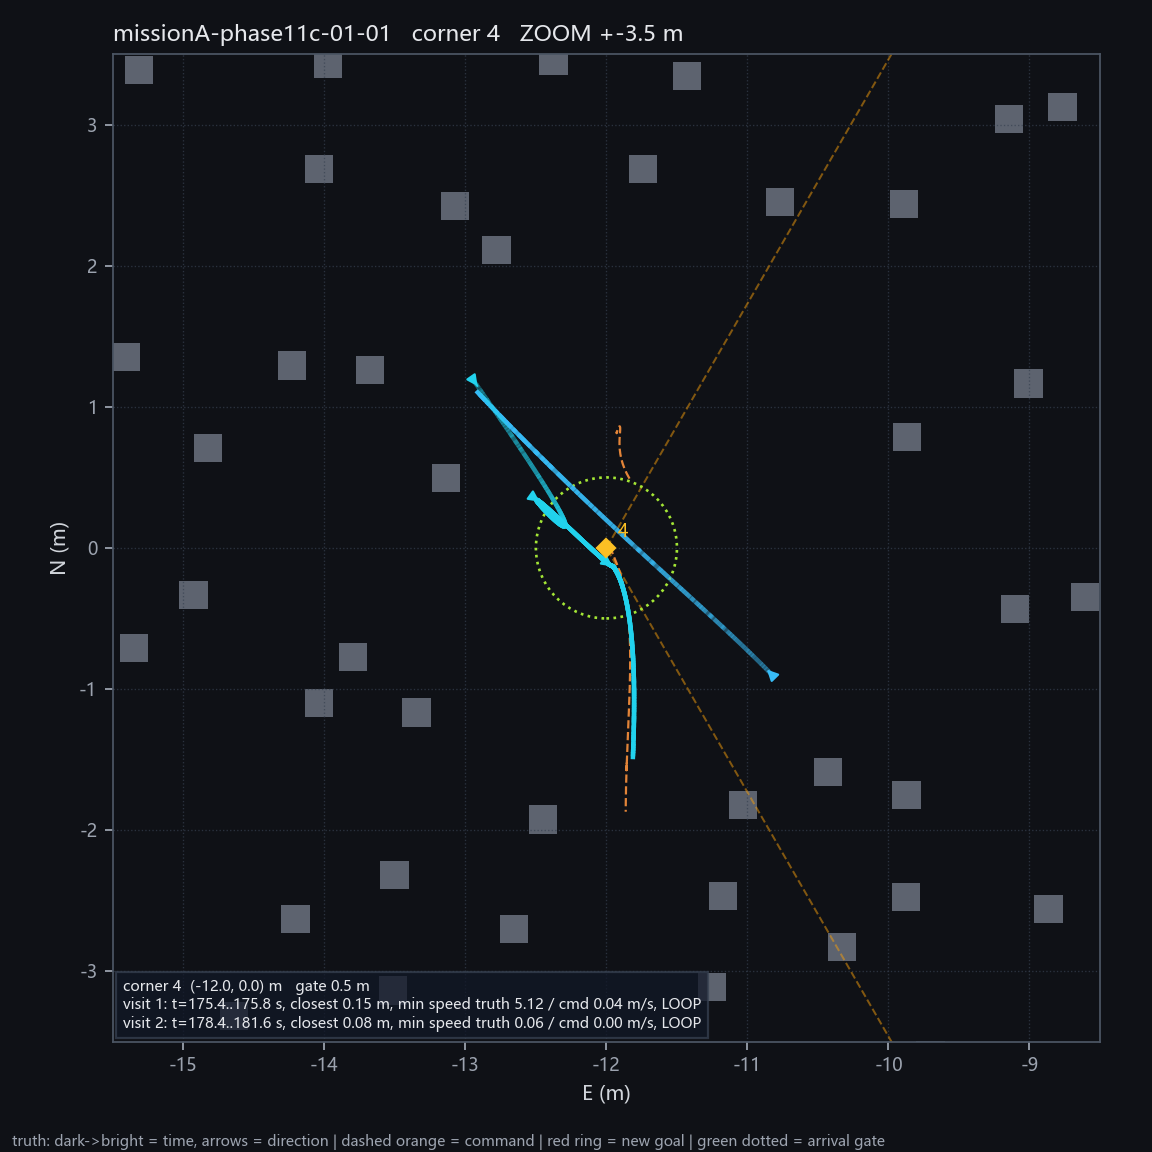 missionA-phase11c-01-01   corner 4   ZOOM +-3.5 m
3
2
1
0
-1
-2
-3
N (m)
4
corner 4  (-12.0, 0.0) m   gate 0.5 m
visit 1: t=175.4..175.8 s, closest 0.15 m, min speed truth 5.12 / cmd 0.04 m/s, LOOP
visit 2: t=178.4..181.6 s, closest 0.08 m, min speed truth 0.06 / cmd 0.00 m/s, LOOP
-15 -14 -13 -12 -11 -10 -9
E (m)
truth: dark->bright = time, arrows = direction | dashed orange = command | red ring = new goal | green dotted = arrival gate